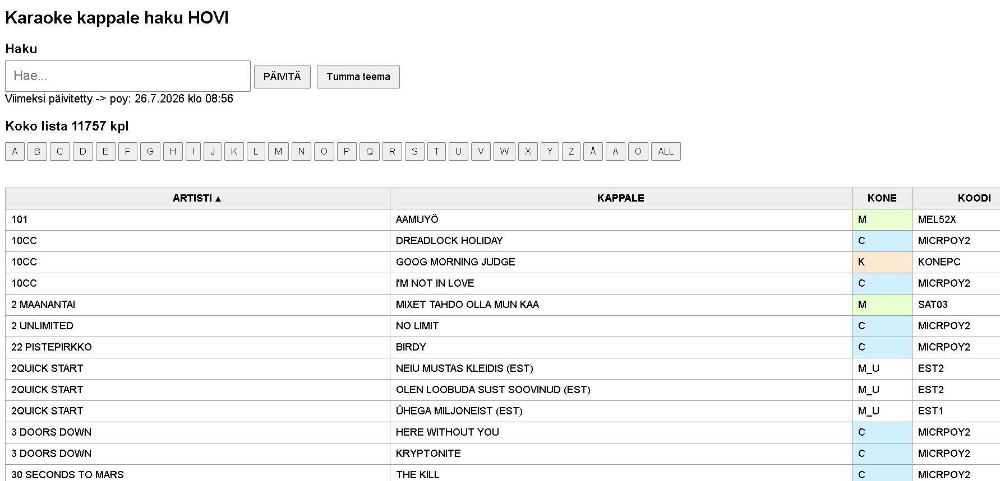 Karaoke kappale haku HOVI
Haku
Hae... PÄIVITÄ Tumma teema
Viimeksi päivitetty -> poy: 26.7.2026 klo 08:56
Koko lista 11757 kpl
A B C D E F G H I J K L M N O P Q R S T U V W X Y Z Å Ä Ö ALL
ARTISTI ▲ KAPPALE KONE KOODI
101 AAMUYÖ M MEL52X
10CC DREADLOCK HOLIDAY C MICRPOY2
10CC GOOG MORNING JUDGE K KONEPC
10CC I'M NOT IN LOVE C MICRPOY2
2 MAANANTAI MIXET TAHDO OLLA MUN KAA M SAT03
2 UNLIMITED NO LIMIT C MICRPOY2
22 PISTEPIRKKO BIRDY C MICRPOY2
2QUICK START NEIU MUSTAS KLEIDIS (EST) M_U EST2
2QUICK START OLEN LOOBUDA SUST SOOVINUD (EST) M_U EST2
2QUICK START ÜHEGA MILJONEIST (EST) M_U EST1
3 DOORS DOWN HERE WITHOUT YOU C MICRPOY2
3 DOORS DOWN KRYPTONITE C MICRPOY2
30 SECONDS TO MARS THE KILL C MICRPOY2